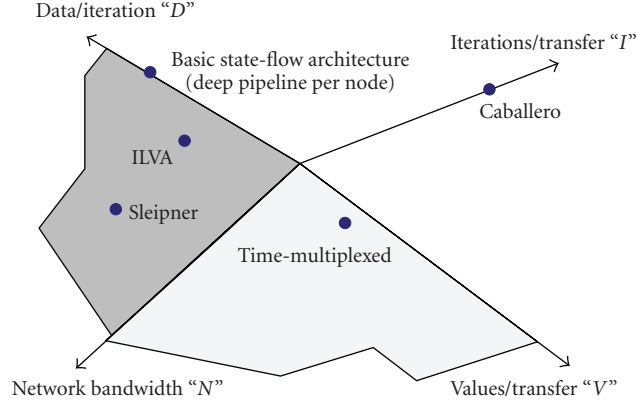 Data/iteration “D”
Basic state-flow architecture
(deep pipeline per node)
Iterations/transfer “I”
Caballero
ILVA
Sleipner
Time-multiplexed
Network bandwidth “N”
Values/transfer “V”